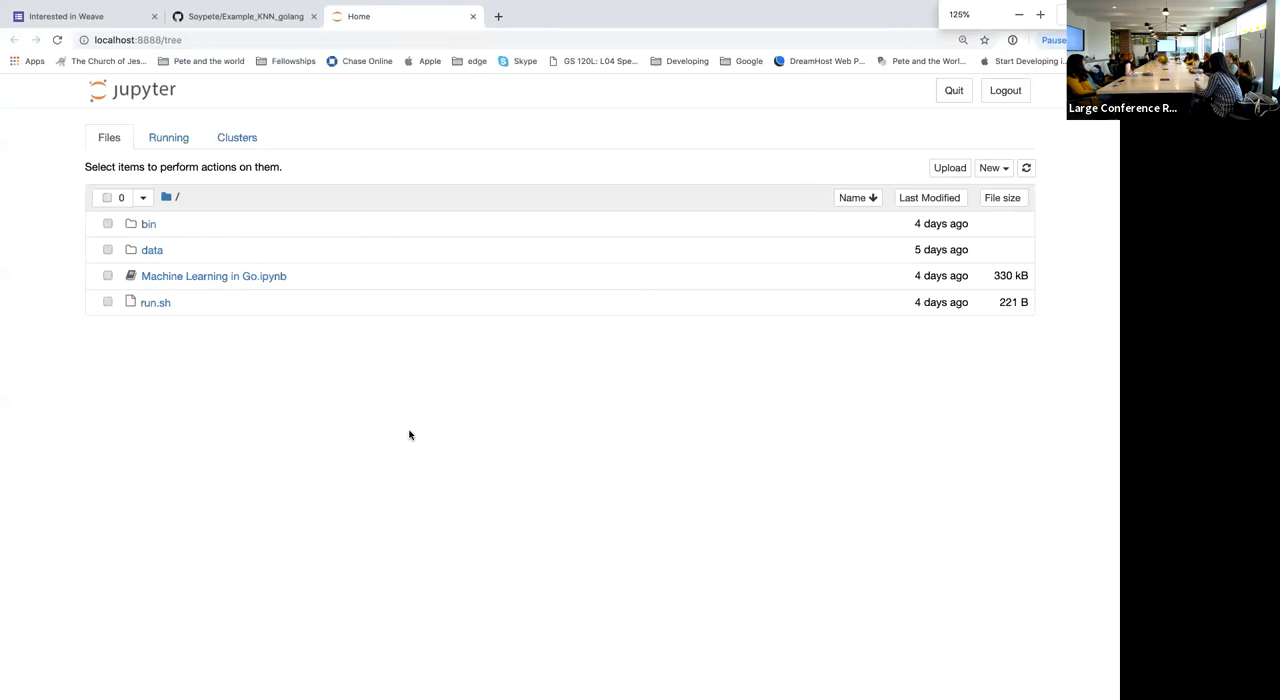 Interested in Weave
Soypete/Example_KNN_golang
Home
125%
localhost:8888/tree
Pause
Apps
The Church of Jes...
Pete and the world
Fellowships
Chase Online
Apple
edge
Skype
GS 120L: L04 Spe...
Developing
Google
DreamHost Web P...
Pete and the Worl...
Start Developing i...
Large Conference R...
jupyter
Quit
Logout
Files
Running
Clusters
Select items to perform actions on them.
Upload
New
0
/
Name
Last Modified
File size
bin
4 days ago
data
5 days ago
Machine Learning in Go.ipynb
4 days ago
330 kB
run.sh
4 days ago
221 B